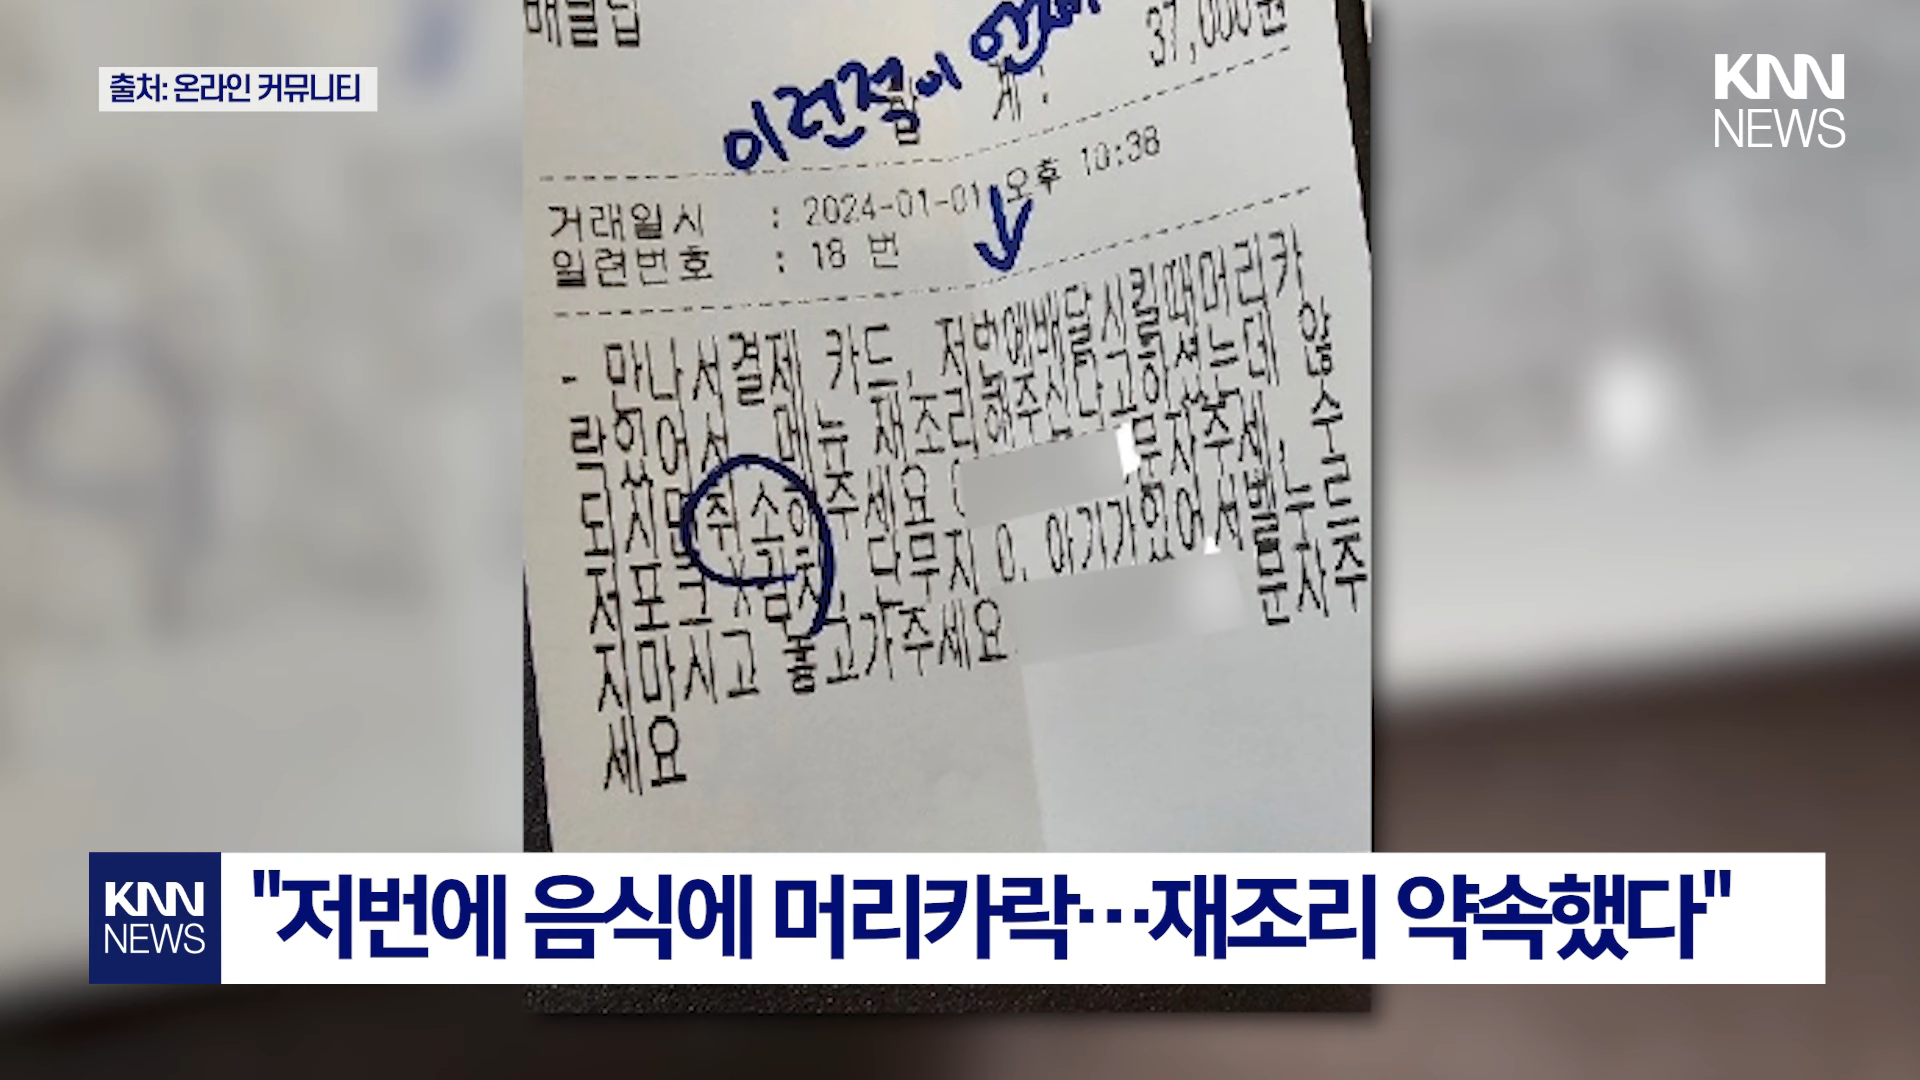 출처: 온라인 커뮤니티
KNN
NEWS
배달팁 37,000원
이런적이 언제
합 계 :
거래일시 : 2024-01-01 오후 10:38
일련번호 : 18 번
- 만나서결제 카드, 저번에배달시킬때머리카
락있어서 메뉴 재조리해주신다고하셨는데 않
되시면취소해주세요 ( 문자주세. 수
저포크 X 김치, 단무지 O, 아기가있어서벨누르
지마시고 놓고가주세요 문자주
세요
KNN
NEWS
"저번에 음식에 머리카락…재조리 약속했다"